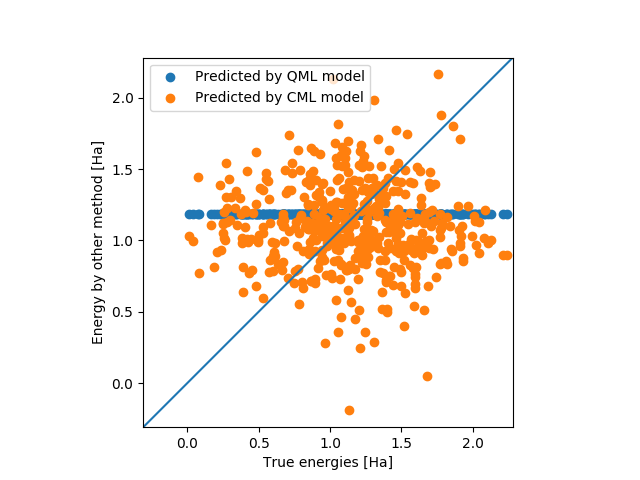 Predicted by QML model
Predicted by CML model
2.0
1.5
1.0
0.5
0.0
Energy by other method [Ha]
0.0 0.5 1.0 1.5 2.0
True energies [Ha]